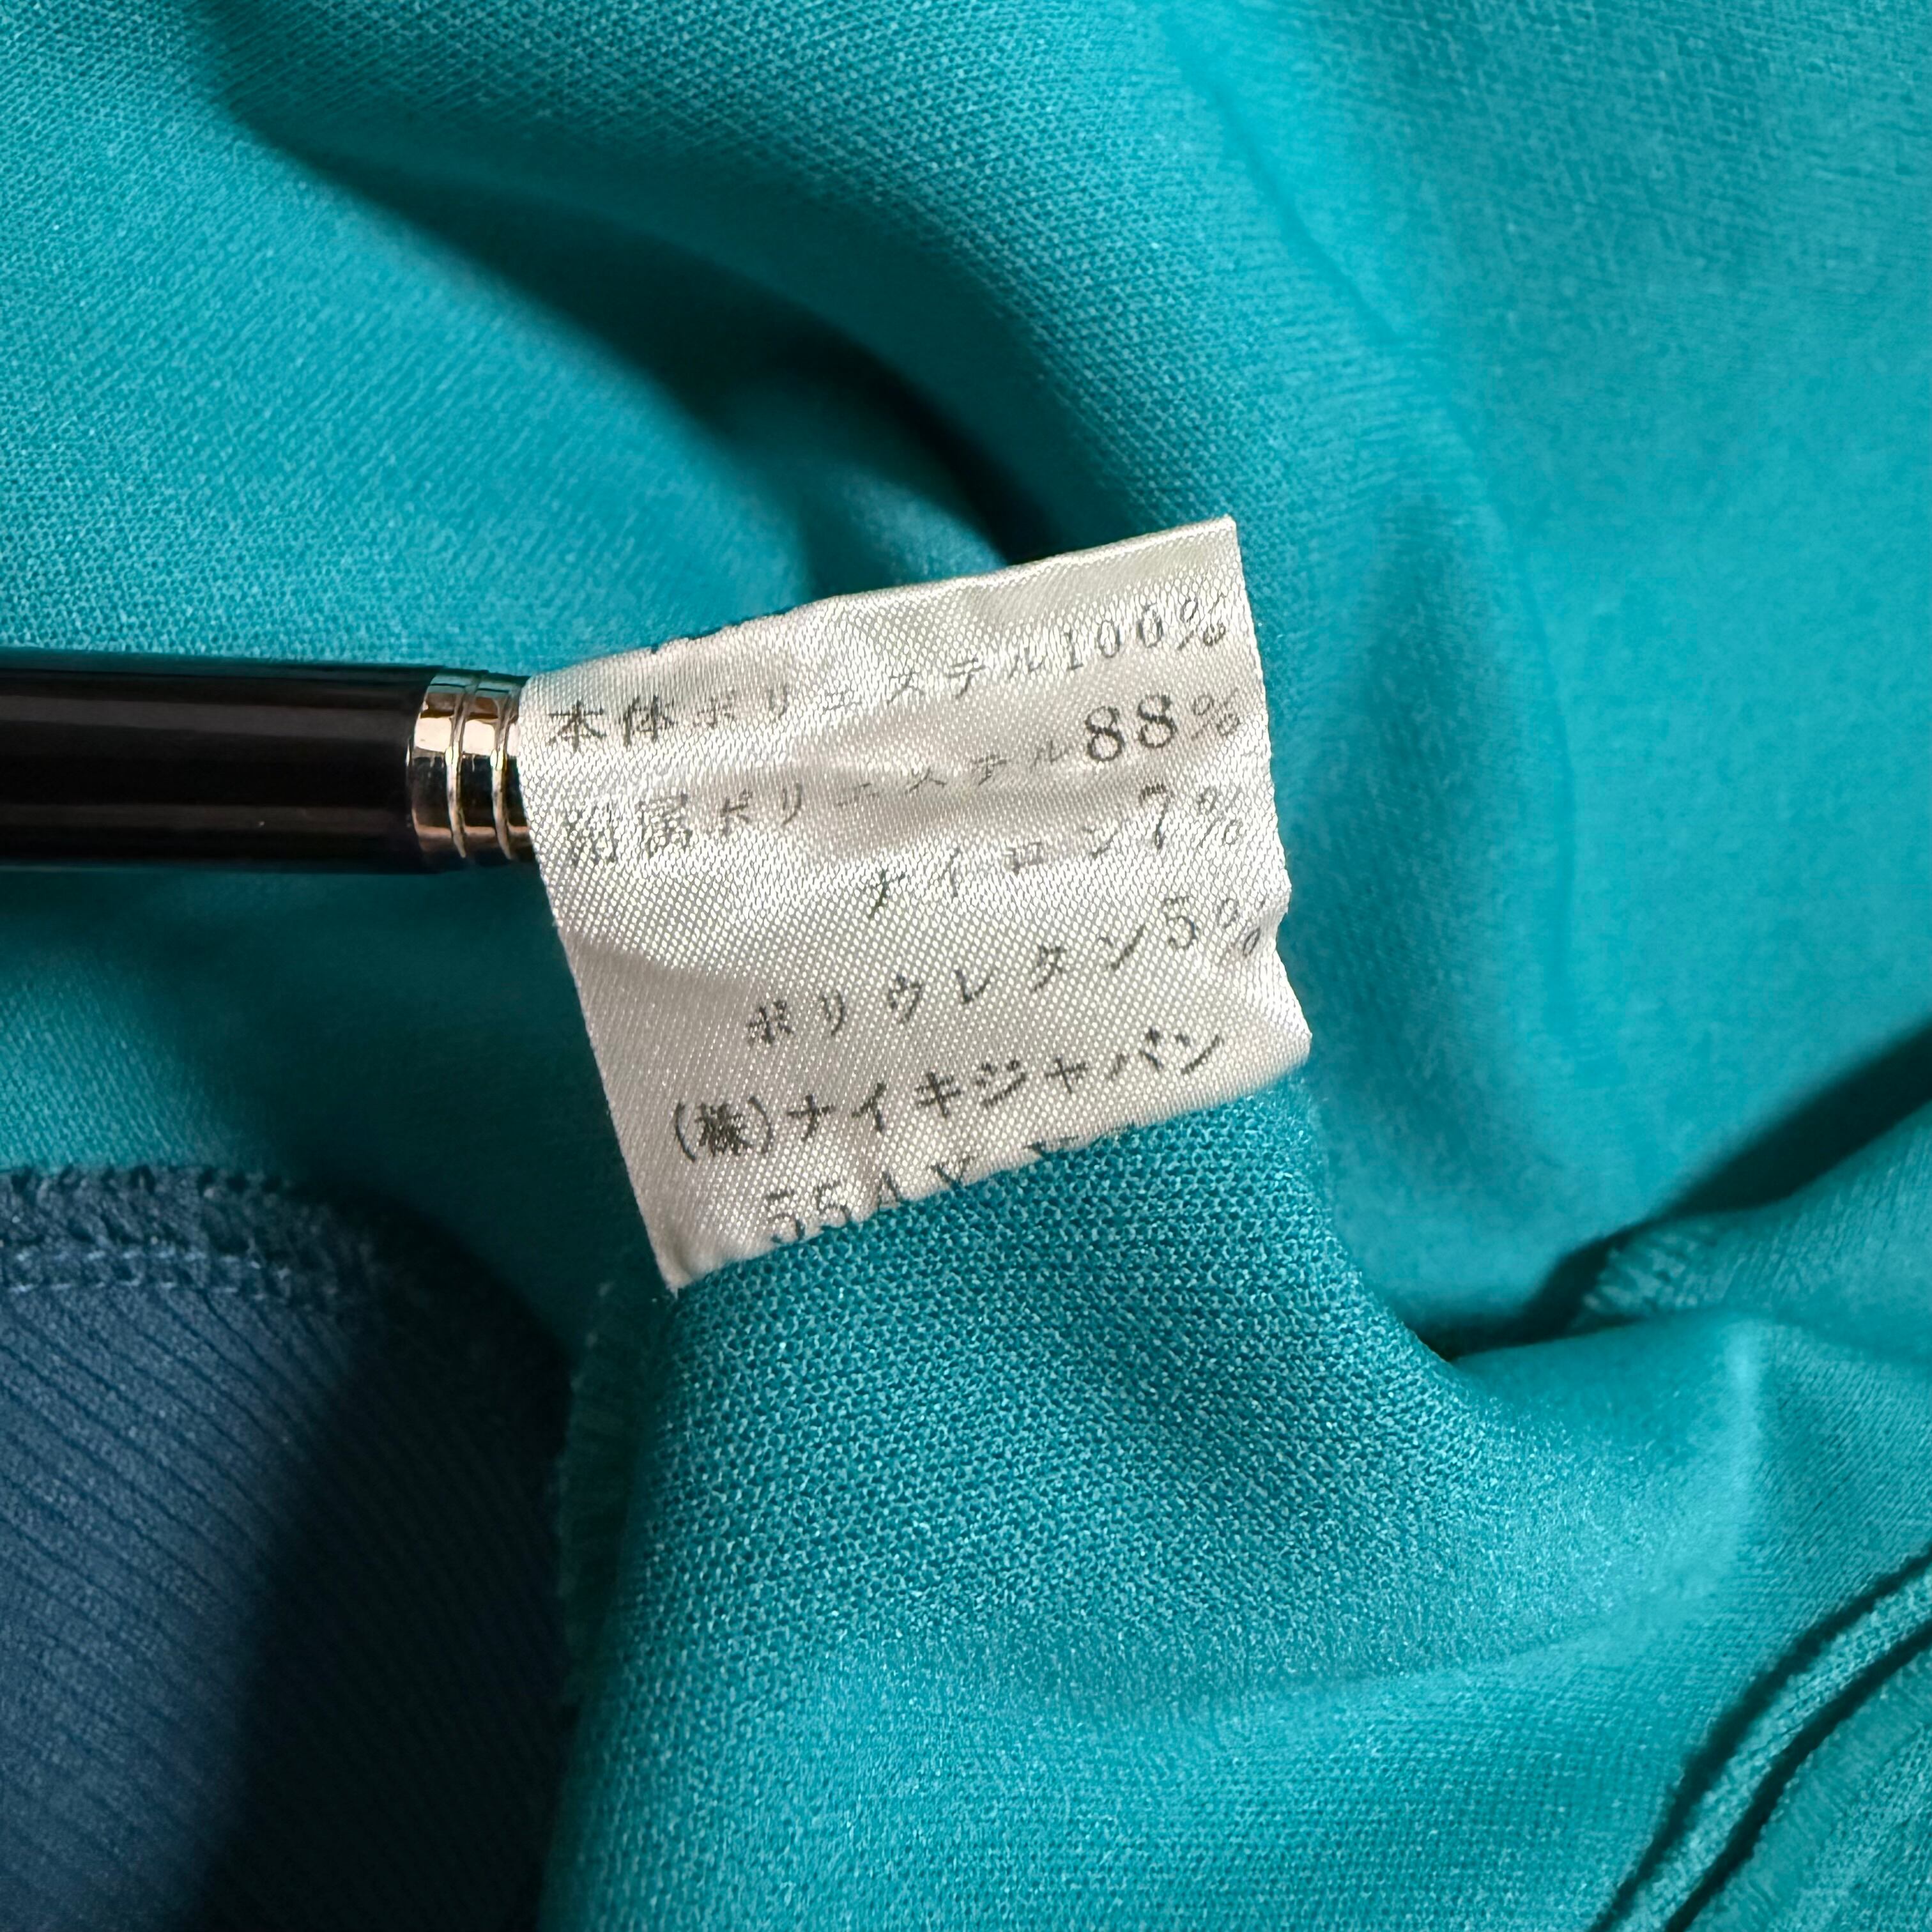 本体ポリエステル100%
附属ポリエステル88%
ナイロン7%
ポリウレタン5%
(株)ナイキジャパン